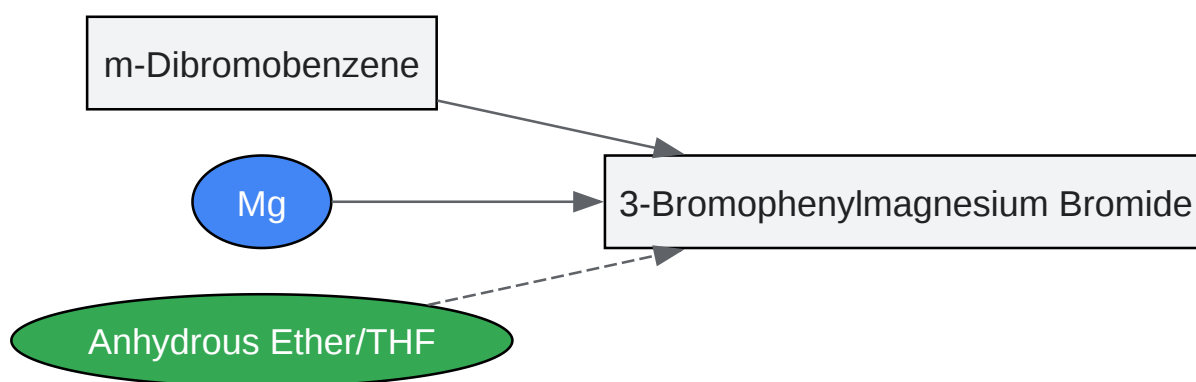 m-Dibromobenzene
Mg
3-Bromophenylmagnesium Bromide
Anhydrous Ether/THF